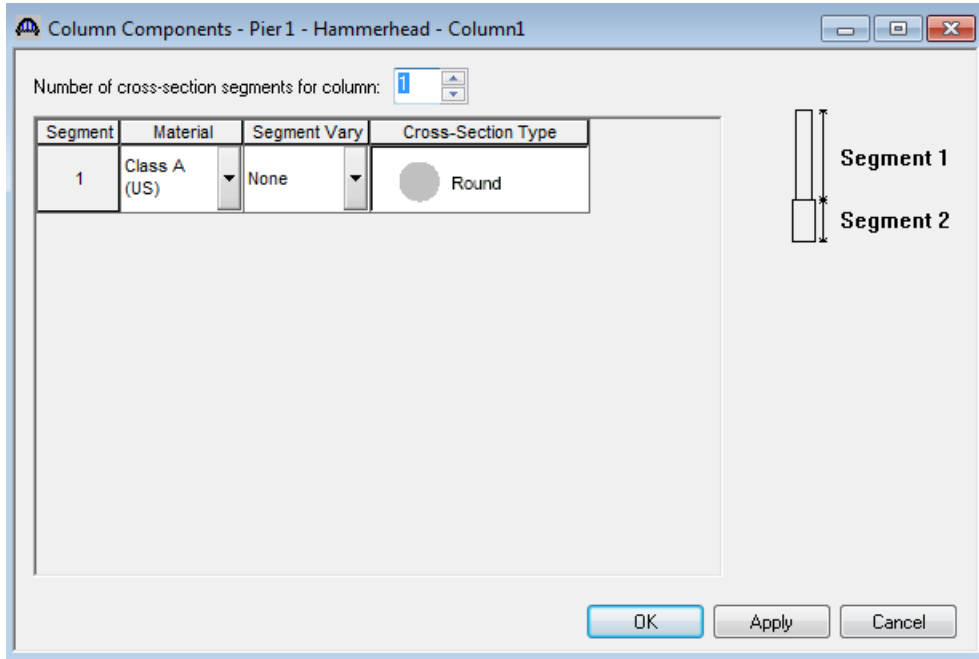 Column Components - Pier 1 - Hammerhead - Column1
Number of cross-section segments for column: 1
Segment Material Segment Vary Cross-Section Type
1 Class A (US) None Round
Segment 1
Segment 2
OK Apply Cancel